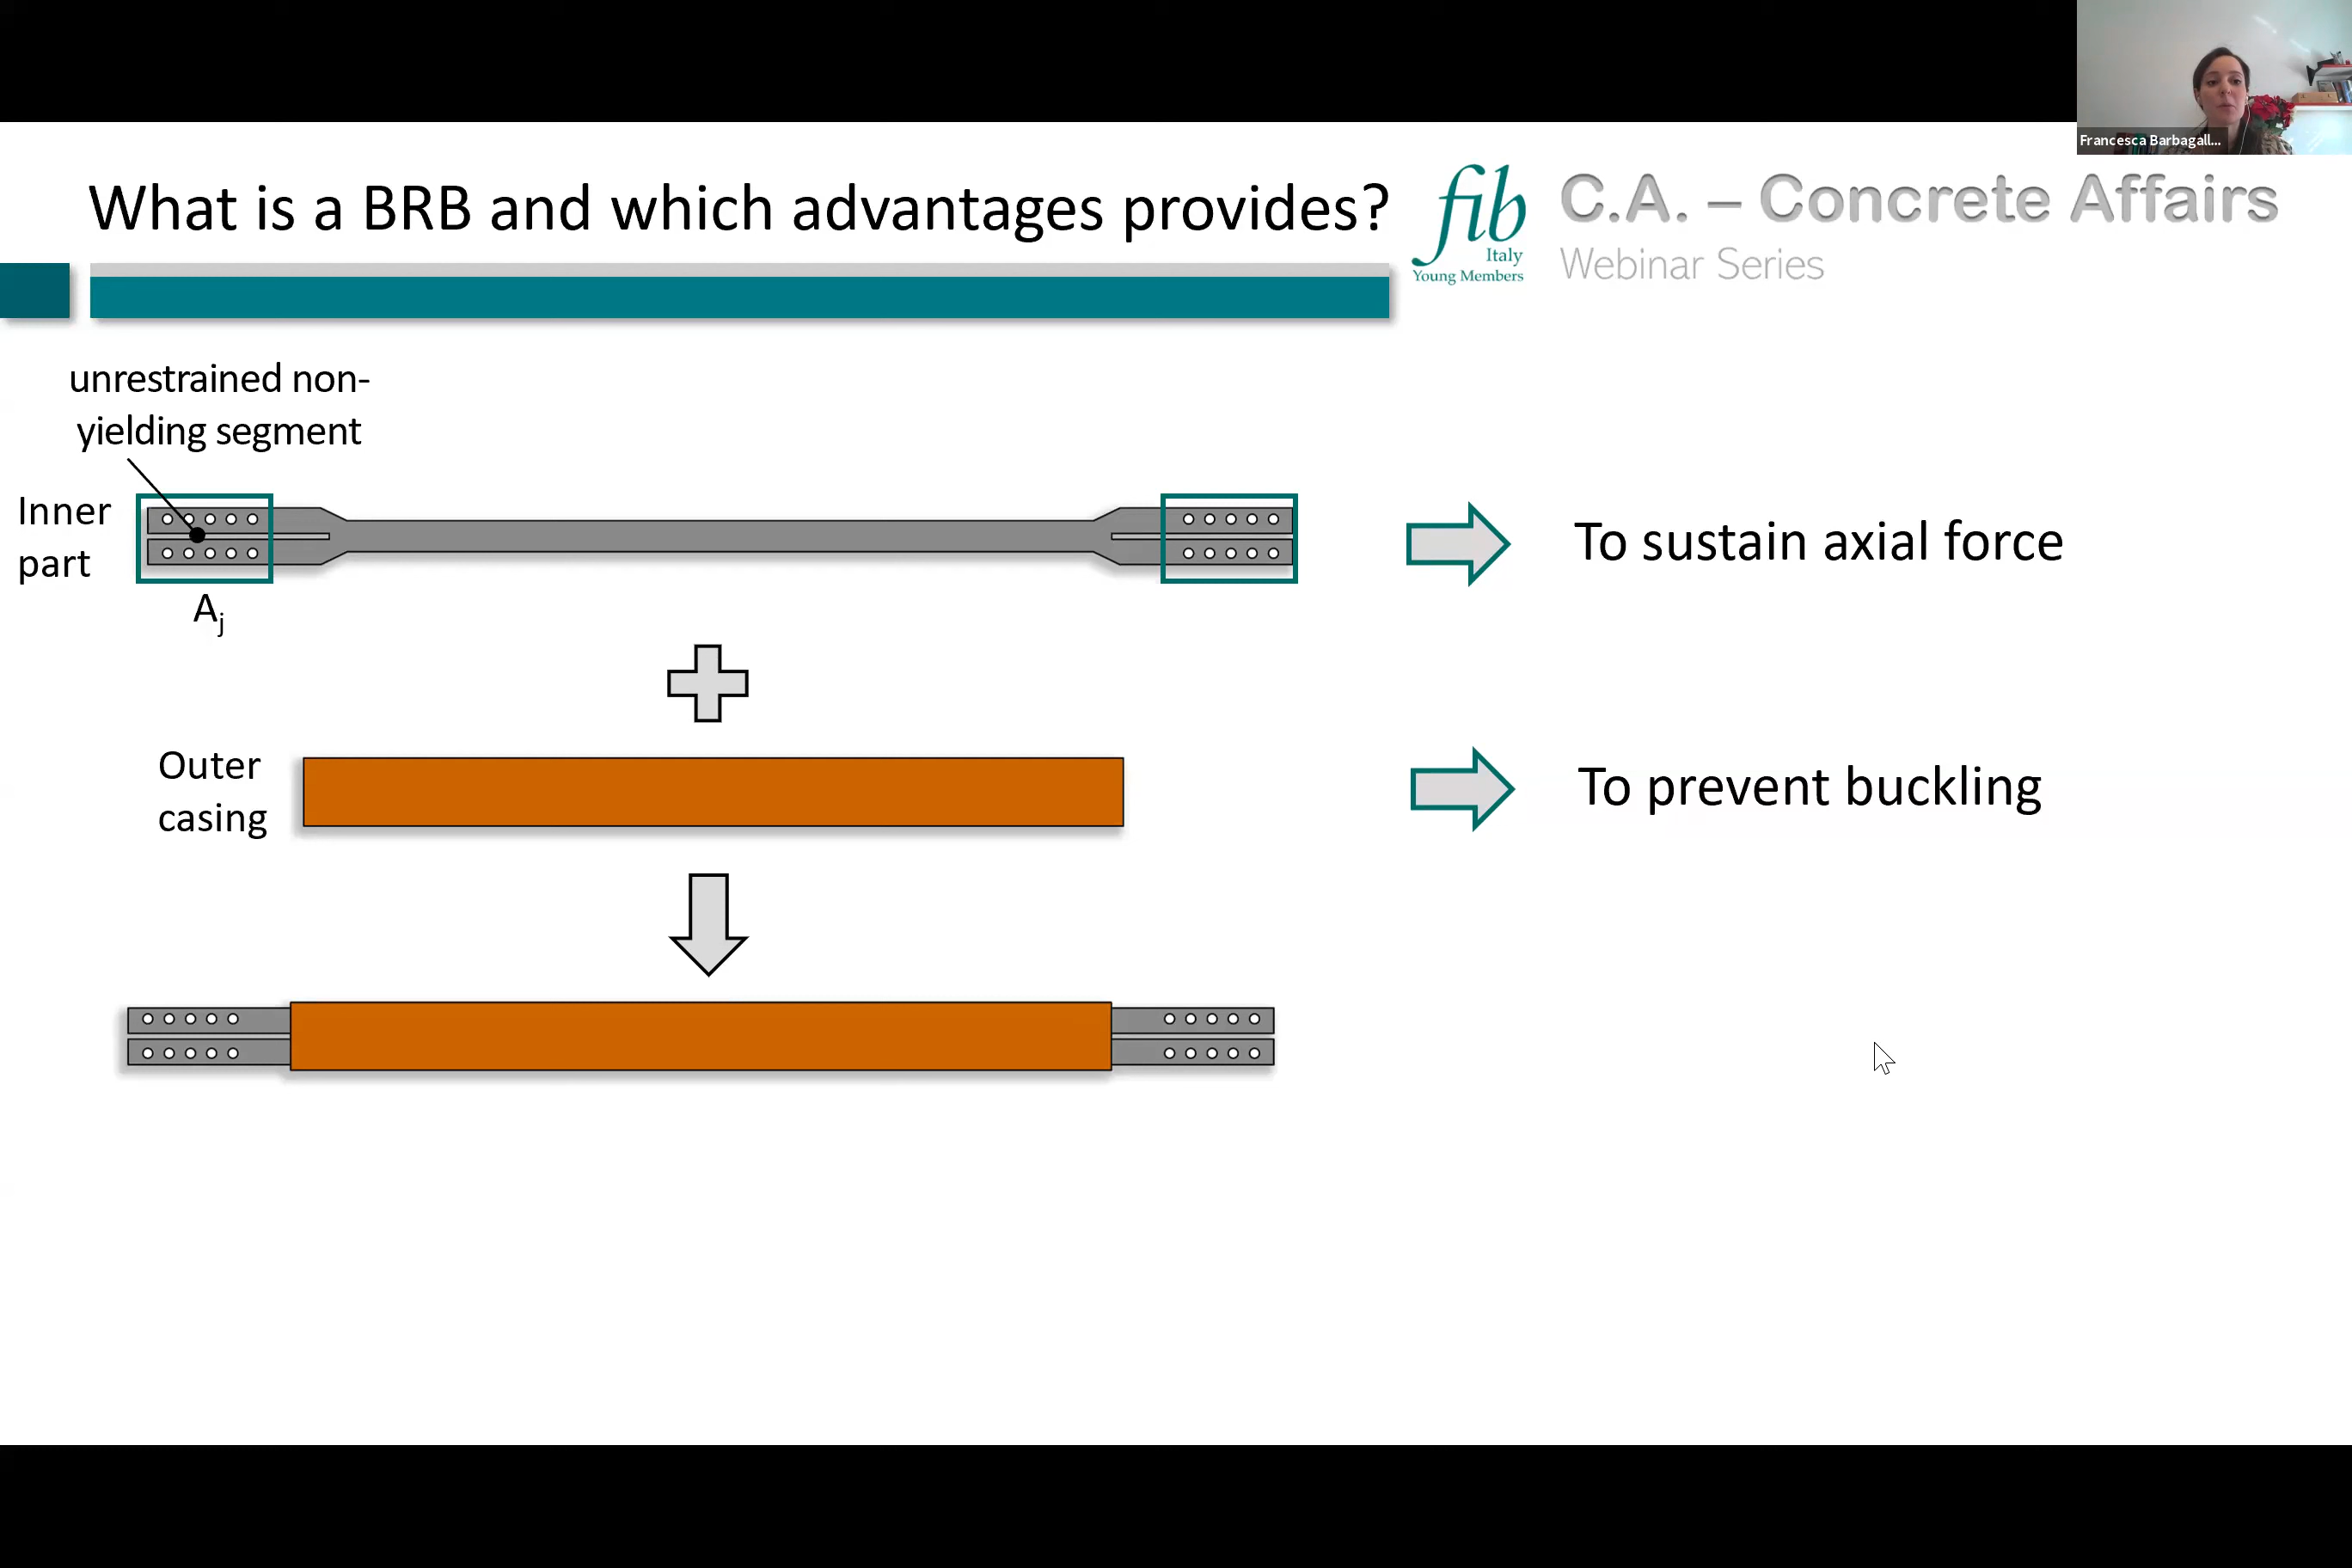 Francesca Barbagall...
What is a BRB and which advantages provides?
fib
Italy
Young Members
C.A. – Concrete Affairs
Webinar Series
unrestrained non-
yielding segment
Inner
part
Aj
To sustain axial force
Outer
casing
To prevent buckling